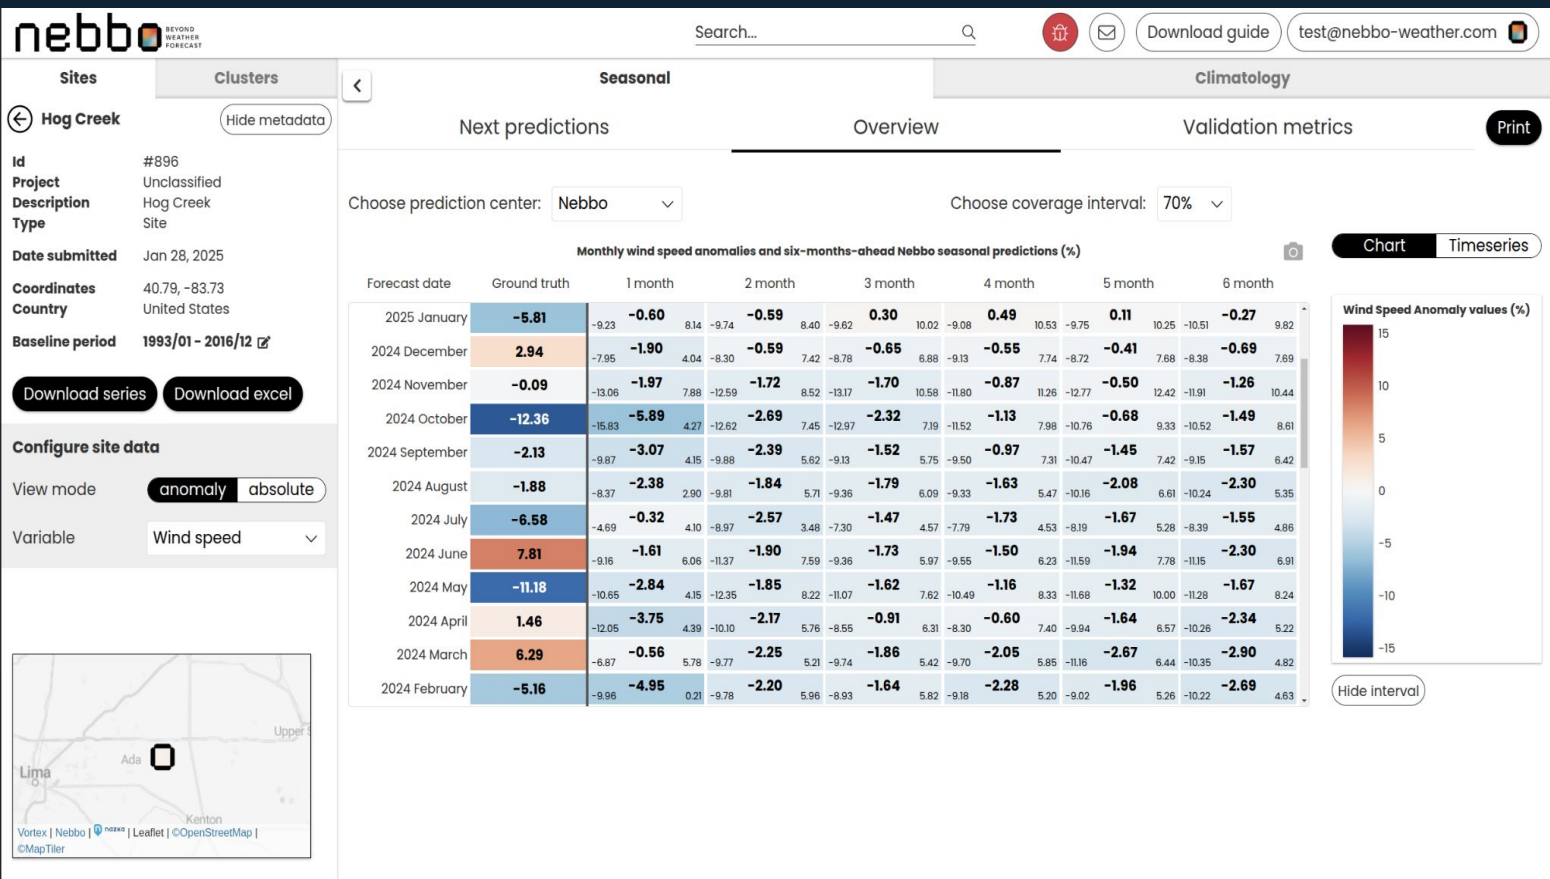 nebbo BEYOND WEATHER FORECAST
Search...
Download guide
test@nebbo-weather.com
Sites Clusters
Seasonal Climatology
Hog Creek Hide metadata
Next predictions Overview Validation metrics Print
Id #896
Project Unclassified
Description Hog Creek
Type Site
Date submitted Jan 28, 2025
Coordinates 40.79, -83.73
Country United States
Baseline period 1993/01 - 2016/12
Download series Download excel
Configure site data
View mode anomaly absolute
Variable Wind speed
Upper S
Ada
Lima
Kenton
Vortex | Nebbo | nazka | Leaflet | ©OpenStreetMap |
©MapTiler
Choose prediction center: Nebbo Choose coverage interval: 70%
Monthly wind speed anomalies and six-months-ahead Nebbo seasonal predictions (%)
Forecast date Ground truth 1 month 2 month 3 month 4 month 5 month 6 month
2025 January -5.81 -9.23 -0.60 8.14 -9.74 -0.59 8.40 -9.62 0.30 10.02 -9.08 0.49 10.53 -9.75 0.11 10.25 -10.51 -0.27 9.82
2024 December 2.94 -7.95 -1.90 4.04 -8.30 -0.59 7.42 -8.78 -0.65 6.88 -9.13 -0.55 7.74 -8.72 -0.41 7.68 -8.38 -0.69 7.69
2024 November -0.09 -13.06 -1.97 7.88 -12.59 -1.72 8.52 -13.17 -1.70 10.58 -11.80 -0.87 11.26 -12.77 -0.50 12.42 -11.91 -1.26 10.44
2024 October -12.36 -15.83 -5.89 4.27 -12.62 -2.69 7.45 -12.97 -2.32 7.19 -11.52 -1.13 7.98 -10.76 -0.68 9.33 -10.52 -1.49 8.61
2024 September -2.13 -9.87 -3.07 4.15 -9.88 -2.39 5.62 -9.13 -1.52 5.75 -9.50 -0.97 7.31 -10.47 -1.45 7.42 -9.15 -1.57 6.42
2024 August -1.88 -8.37 -2.38 2.90 -9.81 -1.84 5.71 -9.36 -1.79 6.09 -9.33 -1.63 5.47 -10.16 -2.08 6.61 -10.24 -2.30 5.35
2024 July -6.58 -4.69 -0.32 4.10 -8.97 -2.57 3.48 -7.30 -1.47 4.57 -7.79 -1.73 4.53 -8.19 -1.67 5.28 -8.39 -1.55 4.86
2024 June 7.81 -9.16 -1.61 6.06 -11.37 -1.90 7.59 -9.36 -1.73 5.97 -9.55 -1.50 6.23 -11.59 -1.94 7.78 -11.15 -2.30 6.91
2024 May -11.18 -10.65 -2.84 4.15 -12.35 -1.85 8.22 -11.07 -1.62 7.62 -10.49 -1.16 8.33 -11.68 -1.32 10.00 -11.28 -1.67 8.24
2024 April 1.46 -12.05 -3.75 4.39 -10.10 -2.17 5.76 -8.55 -0.91 6.31 -8.30 -0.60 7.40 -9.94 -1.64 6.57 -10.26 -2.34 5.22
2024 March 6.29 -6.87 -0.56 5.78 -9.77 -2.25 5.21 -9.74 -1.86 5.42 -9.70 -2.05 5.85 -11.16 -2.67 6.44 -10.35 -2.90 4.82
2024 February -5.16 -9.96 -4.95 0.21 -9.78 -2.20 5.96 -8.93 -1.64 5.82 -9.18 -2.28 5.20 -9.02 -1.96 5.26 -10.22 -2.69 4.63
Chart Timeseries
Wind Speed Anomaly values (%)
15
10
5
0
-5
-10
-15
Hide interval